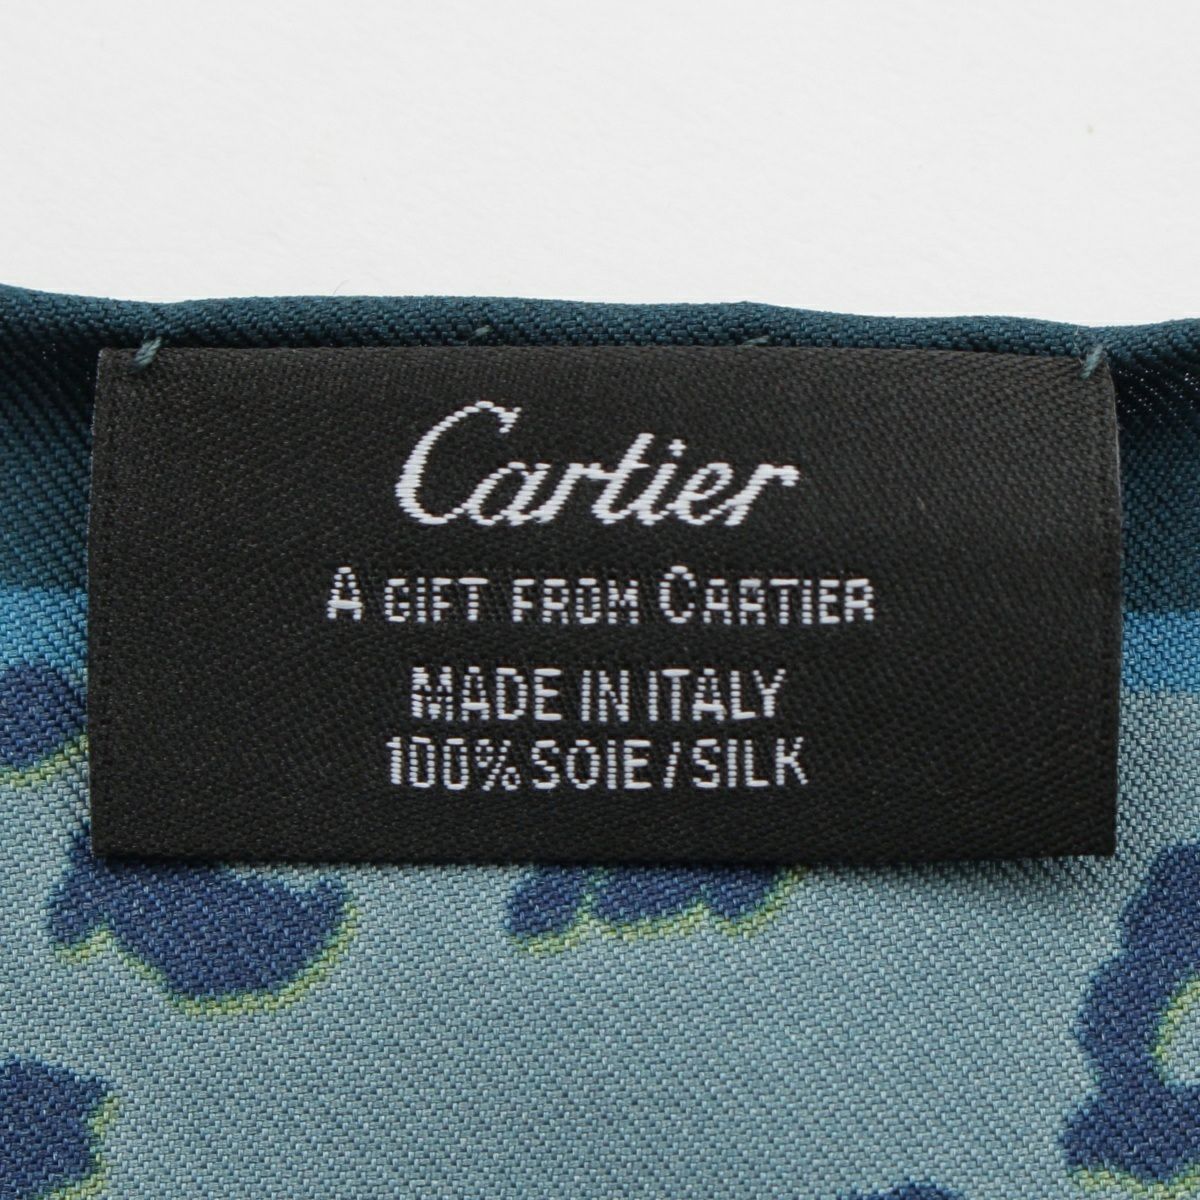 Cartier
A GIFT FROM CARTIER
MADE IN ITALY
100% SOIE / SILK